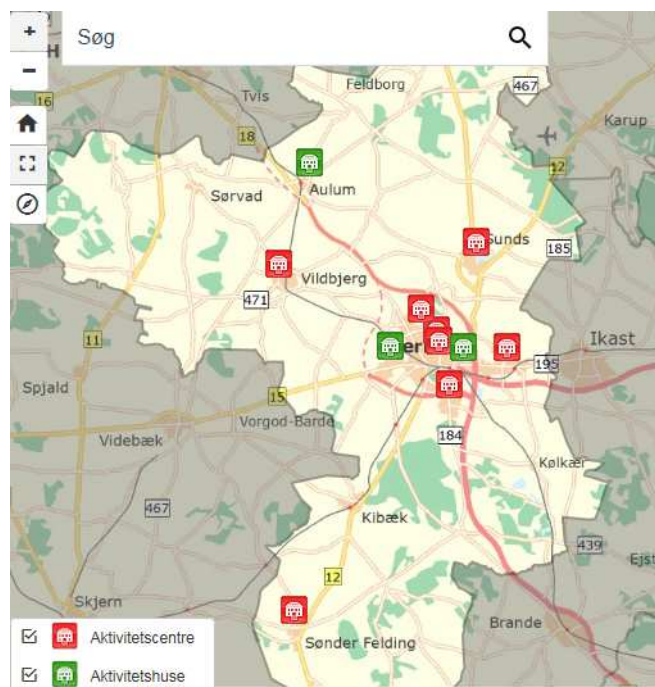 +
Søg
−
Feldborg
467
Tvis
16
Karup
18
12
Aulum
Sørvad
Sunds
185
Vildbjerg
471
11
er
Ikast
195
Spjald
15
Vorgod-Barde
184
Videbæk
Kølkær
467
Kibæk
439
Ejst
12
Skjern
Brande
Aktivitetscentre
Sønder Felding
Aktivitetshuse